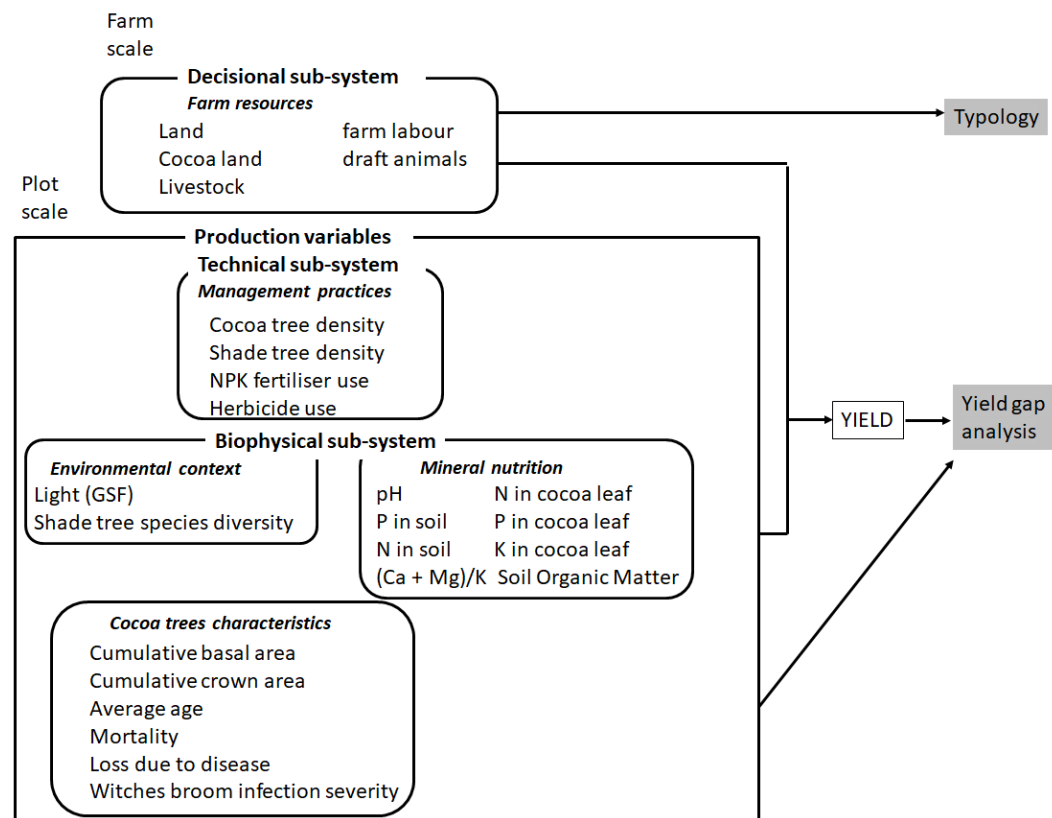 Farm
scale
Decisional sub-system
Farm resources
Land farm labour
Cocoa land draft animals
Livestock
Typology
Plot
scale
Production variables
Technical sub-system
Management practices
Cocoa tree density
Shade tree density
NPK fertiliser use
Herbicide use
YIELD
Yield gap
analysis
Biophysical sub-system
Environmental context
Light (GSF)
Shade tree species diversity
Mineral nutrition
pH N in cocoa leaf
P in soil P in cocoa leaf
N in soil K in cocoa leaf
(Ca + Mg)/K Soil Organic Matter
Cocoa trees characteristics
Cumulative basal area
Cumulative crown area
Average age
Mortality
Loss due to disease
Witches broom infection severity